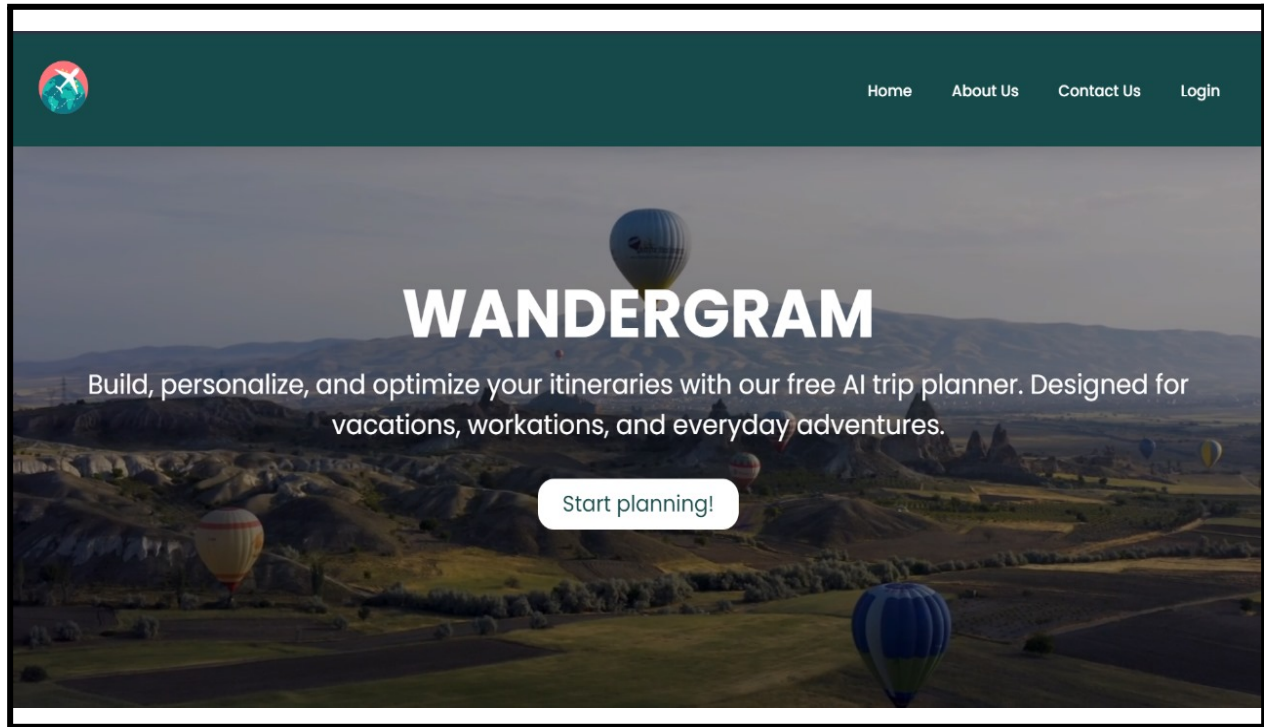 Home About Us Contact Us Login
WANDERGRAM
Build, personalize, and optimize your itineraries with our free AI trip planner. Designed for
vacations, workations, and everyday adventures.
Start planning!